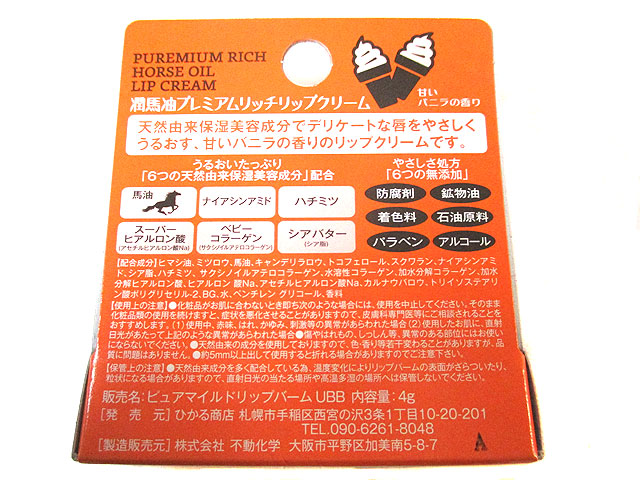 PUREMIUM RICH
HORSE OIL
LIP CREAM
潤馬油プレミアムリッチリップクリーム
甘い
バニラの香り
天然由来保湿美容成分でデリケートな唇をやさしく
うるおす、甘いバニラの香りのリップクリームです。
うるおいたっぷり
「6つの天然由来保湿美容成分」配合
やさしさ処方
「6つの無添加」
馬油
ナイアシンアミド
ハチミツ
防腐剤
鉱物油
スーパー
ヒアルロン酸
(アセチルヒアルロン酸Na)
ベビー
コラーゲン
(サクシノイルアテロコラーゲン)
シアバター
(シア脂)
着色料
石油原料
パラベン
アルコール
【配合成分】ヒマシ油、ミツロウ、馬油、キャンデリラロウ、トコフェロール、スクワラン、ナイアシンアミ
ド、シア脂、ハチミツ、サクシノイルアテロコラーゲン、水溶性コラーゲン、加水分解コラーゲン、加水
分解ヒアルロン酸、ヒアルロン酸Na、アセチルヒアルロン酸Na、カルナウバロウ、トリイソステアリ
ン酸ポリグリセリル-2、BG、水、ペンチレングリコール、香料
【使用上の注意】●化粧品がお肌に合わないとき即ち次のような場合には、使用を中止してください。そのまま
化粧品類の使用を続けますと、症状を悪化させることがありますので、皮膚科専門医等にご相談されることを
おすすめします。(1)使用中、赤味、はれ、かゆみ、刺激等の異常があらわれた場合(2)使用したお肌に、直射
日光があたって上記のような異常があらわれた場合●傷やはれもの、しっしん等、異常のある部位にはお使い
にならないでください。●天然由来の成分を使用しておりますので、色・香り等若干変わることがありますが、品
質に問題はありません。●約5mm以上出して使用すると折れる場合がありますのでご注意下さい。
【保管上の注意】●天然由来成分を多く配合している為、温度変化によりリップバームの表面がざらついたり、
粒状になる場合がありますので、直射日光の当たる場所や高温多湿の場所へは保管しないでください。
販売名:ピュアマイルドリップバーム UBB 内容量:4g
[発 売 元] ひかる商店 札幌市手稲区西宮の沢3条1丁目10-20-201
TEL.090-6261-8048
[製造販売元] 株式会社 不動化学 大阪市平野区加美南5-8-7
A